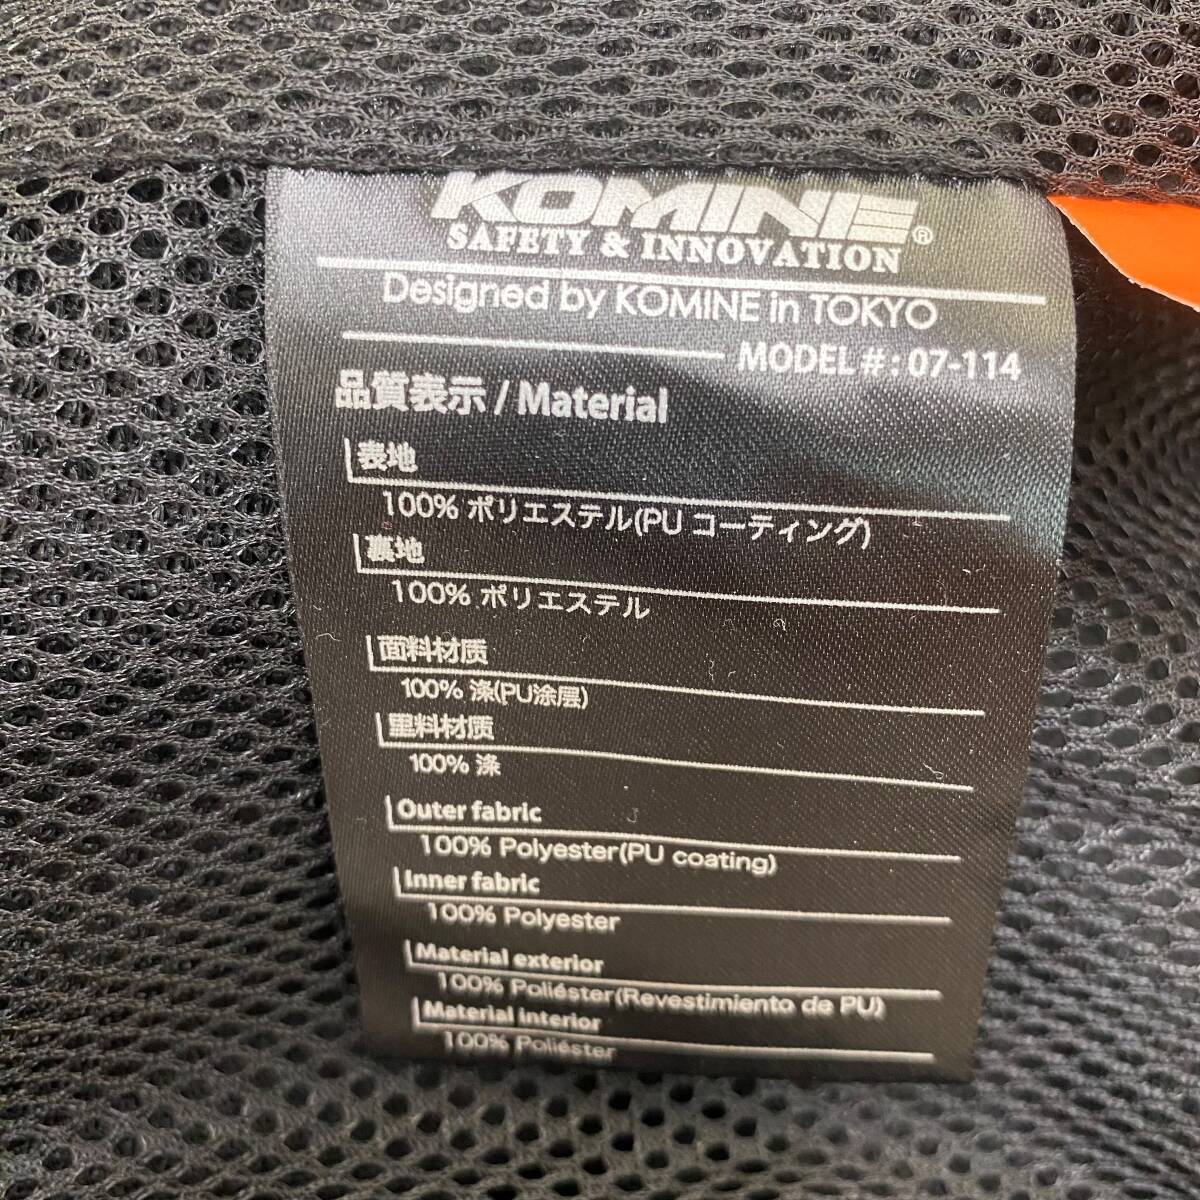 KOMINE®
SAFETY & INNOVATION
Designed by KOMINE in TOKYO
MODEL #: 07-114
品質表示 / Material
表地
100% ポリエステル(PU コーティング)
裏地
100% ポリエステル
面料材质
100% 涤(PU涂层)
里料材质
100% 涤
Outer fabric
100% Polyester(PU coating)
Inner fabric
100% Polyester
Material exterior
100% Poliéster(Revestimiento de PU)
Material interior
100% Poliéster